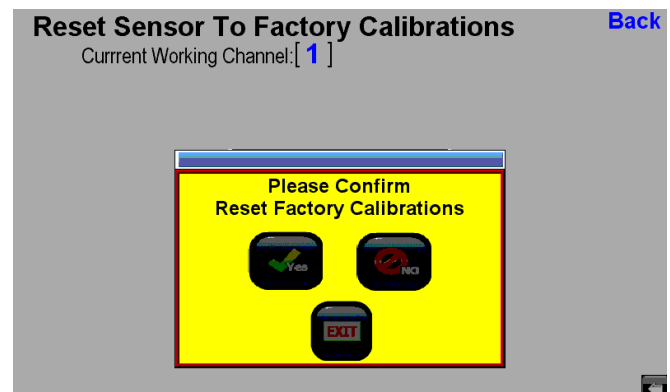 Reset Sensor To Factory Calibrations
Back
Currrent Working Channel:[ 1 ]
Please Confirm
Reset Factory Calibrations
Yes
NO
EXIT